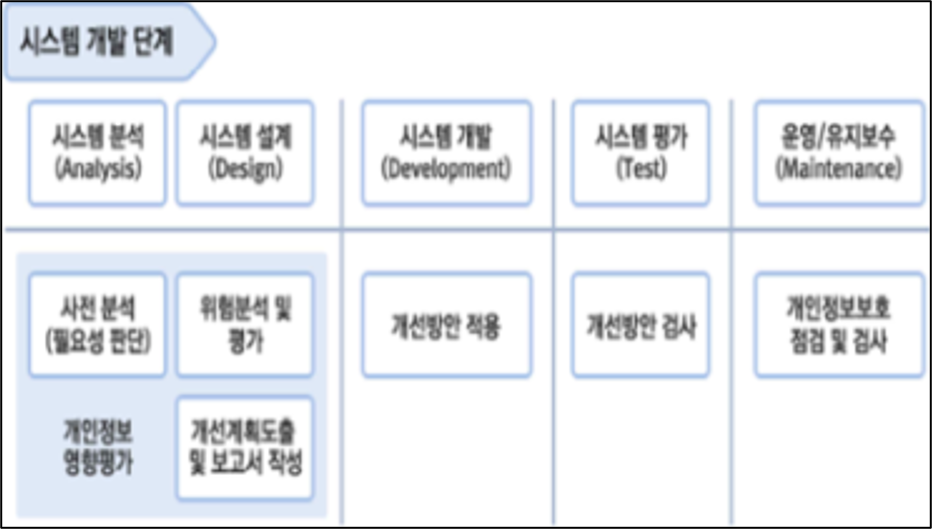 시스템 개발 단계
시스템 분석
(Analysis)
시스템 설계
(Design)
시스템 개발
(Development)
시스템 평가
(Test)
운영/유지보수
(Maintenance)
사전 분석
(필요성 판단)
위험분석 및
평가
개선방안 적용
개선방안 검사
개인정보보호
점검 및 검사
개인정보
영향평가
개선계획도출
및 보고서 작성